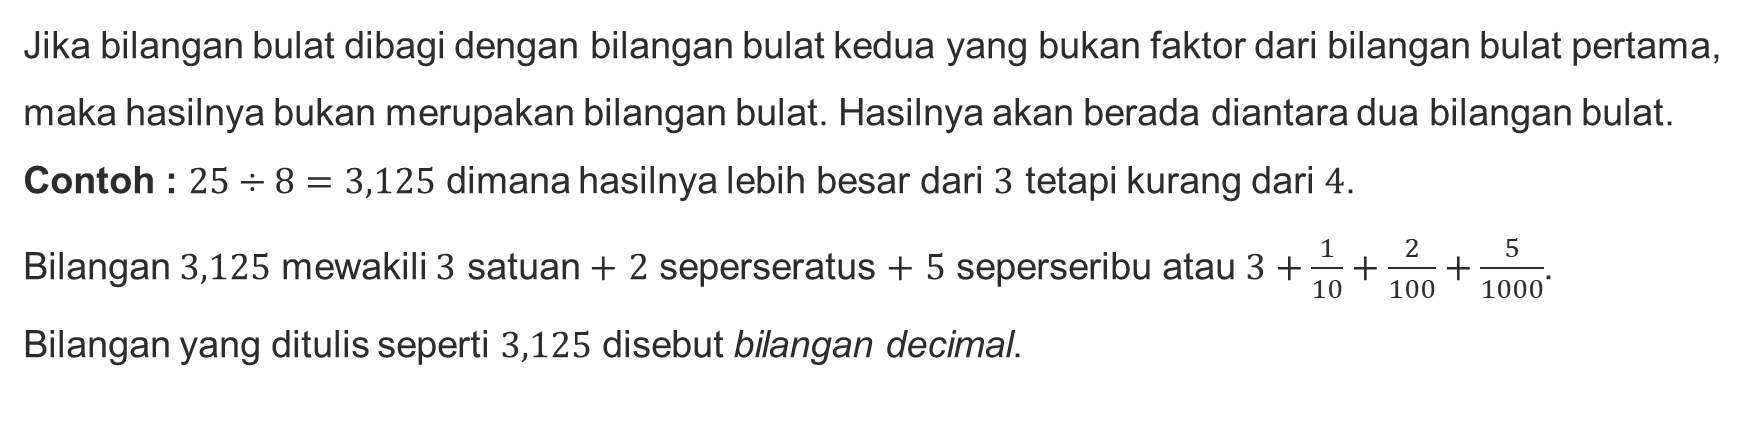 Jika bilangan bulat dibagi dengan bilangan bulat kedua yang bukan faktor dari bilangan bulat pertama,
maka hasilnya bukan merupakan bilangan bulat. Hasilnya akan berada diantara dua bilangan bulat.
Contoh : 25 ÷ 8 = 3,125 dimana hasilnya lebih besar dari 3 tetapi kurang dari 4.
Bilangan 3,125 mewakili 3 satuan + 2 seperseratus + 5 seperseribu atau 3 + 1/10 + 2/100 + 5/1000.
Bilangan yang ditulis seperti 3,125 disebut bilangan decimal.